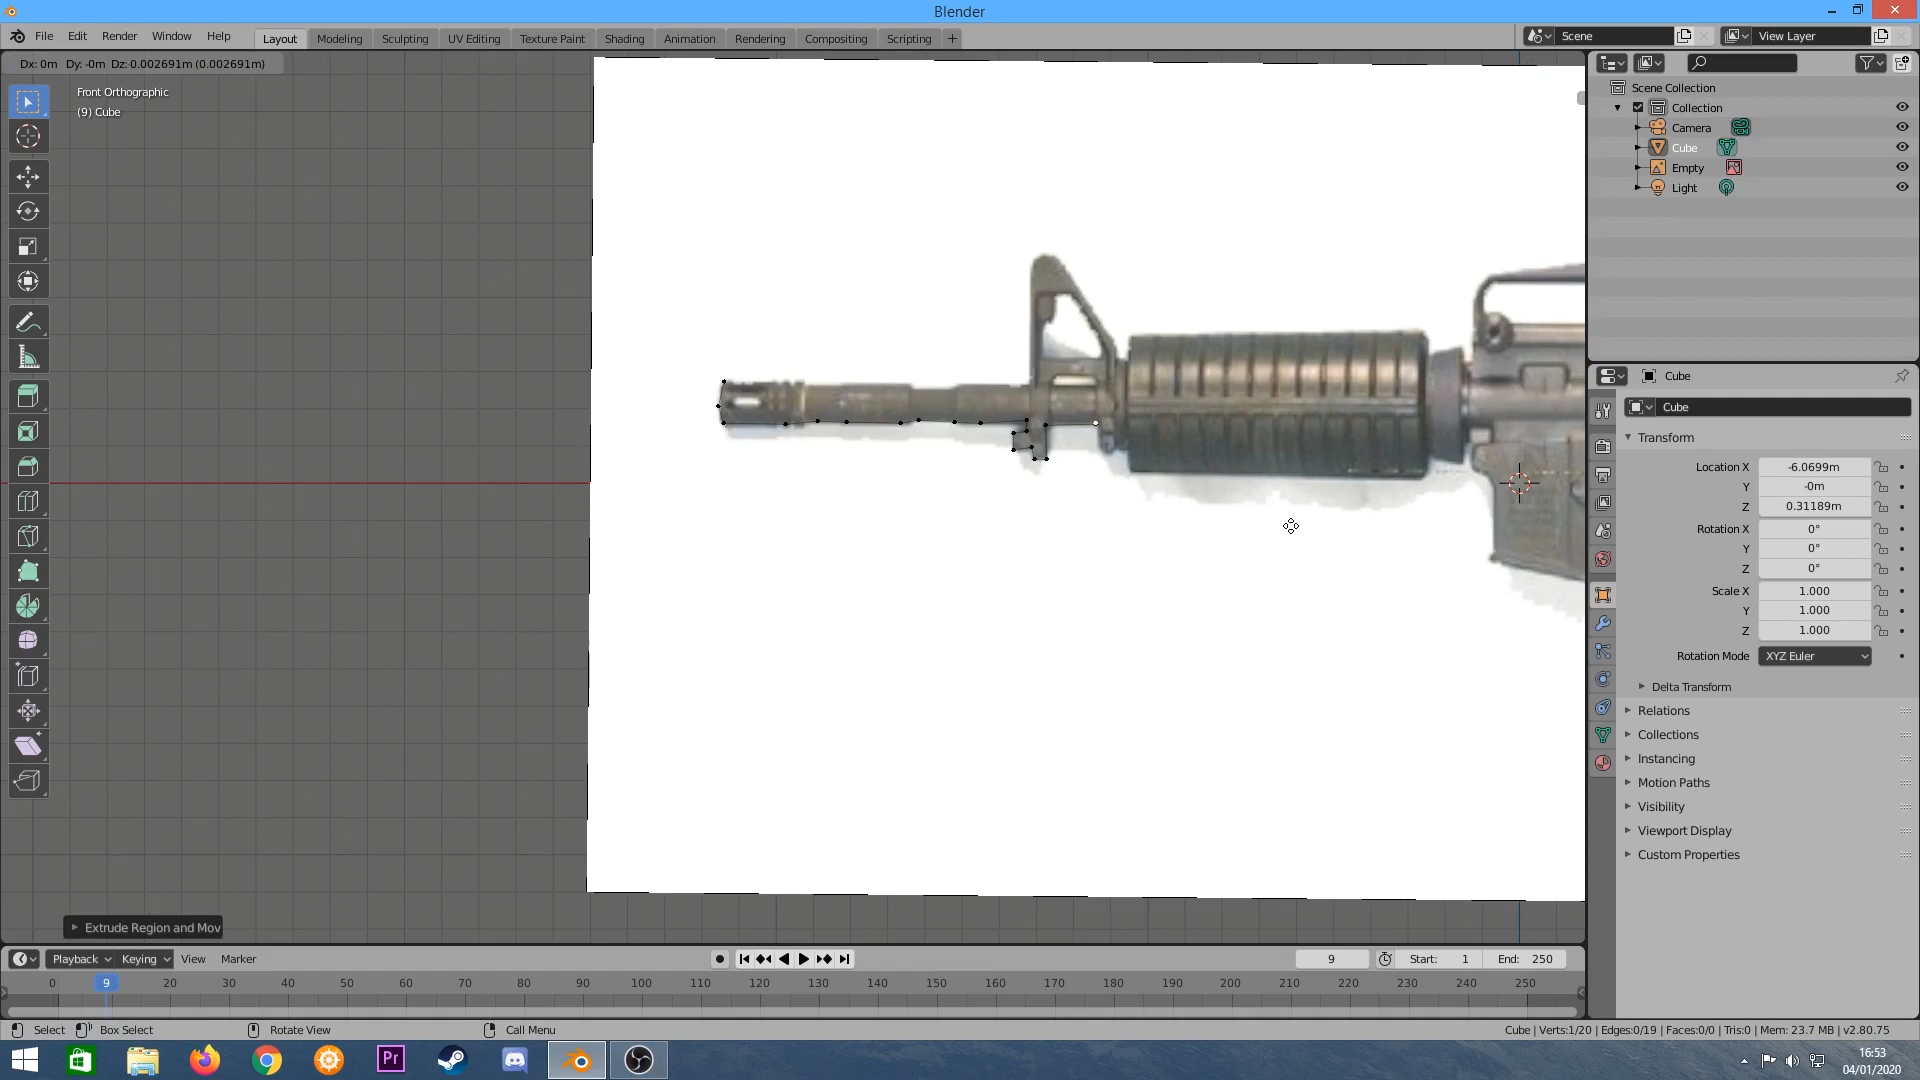 Blender
File Edit Render Window Help Layout Modeling Sculpting UV Editing Texture Paint Shading Animation Rendering Compositing Scripting + Scene View Layer
Dx: 0m Dy: -0m Dz: 0.002691m (0.002691m)
Front Orthographic
(9) Cube
Scene Collection
Collection
Camera
Cube
Empty
Light
Cube
Cube
Transform
Location X -6.0699m
Y -0m
Z 0.31189m
Rotation X 0°
Y 0°
Z 0°
Scale X 1.000
Y 1.000
Z 1.000
Rotation Mode XYZ Euler
Delta Transform
Relations
Collections
Instancing
Motion Paths
Visibility
Viewport Display
Custom Properties
Extrude Region and Mov
Playback Keying View Marker 9 Start: 1 End: 250
0 9 20 30 40 50 60 70 80 90 100 110 120 130 140 150 160 170 180 190 200 210 220 230 240 250
Select Box Select Rotate View Call Menu Cube | Verts:1/20 | Edges:0/19 | Faces:0/0 | Tris:0 | Mem: 23.7 MB | v2.80.75
Pr
16:53
04/01/2020